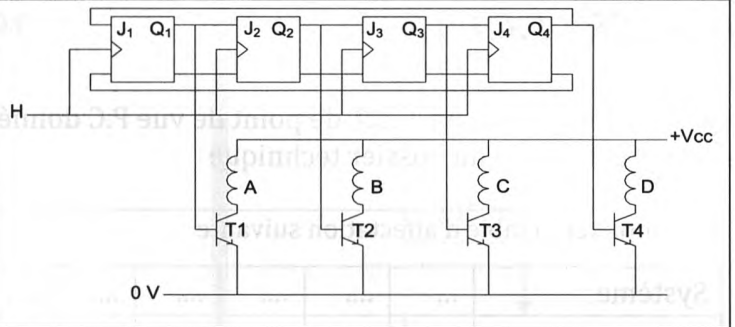 J1 Q1 J2 Q2 J3 Q3 J4 Q4
H
+Vcc
A B C D
T1 T2 T3 T4
0 V